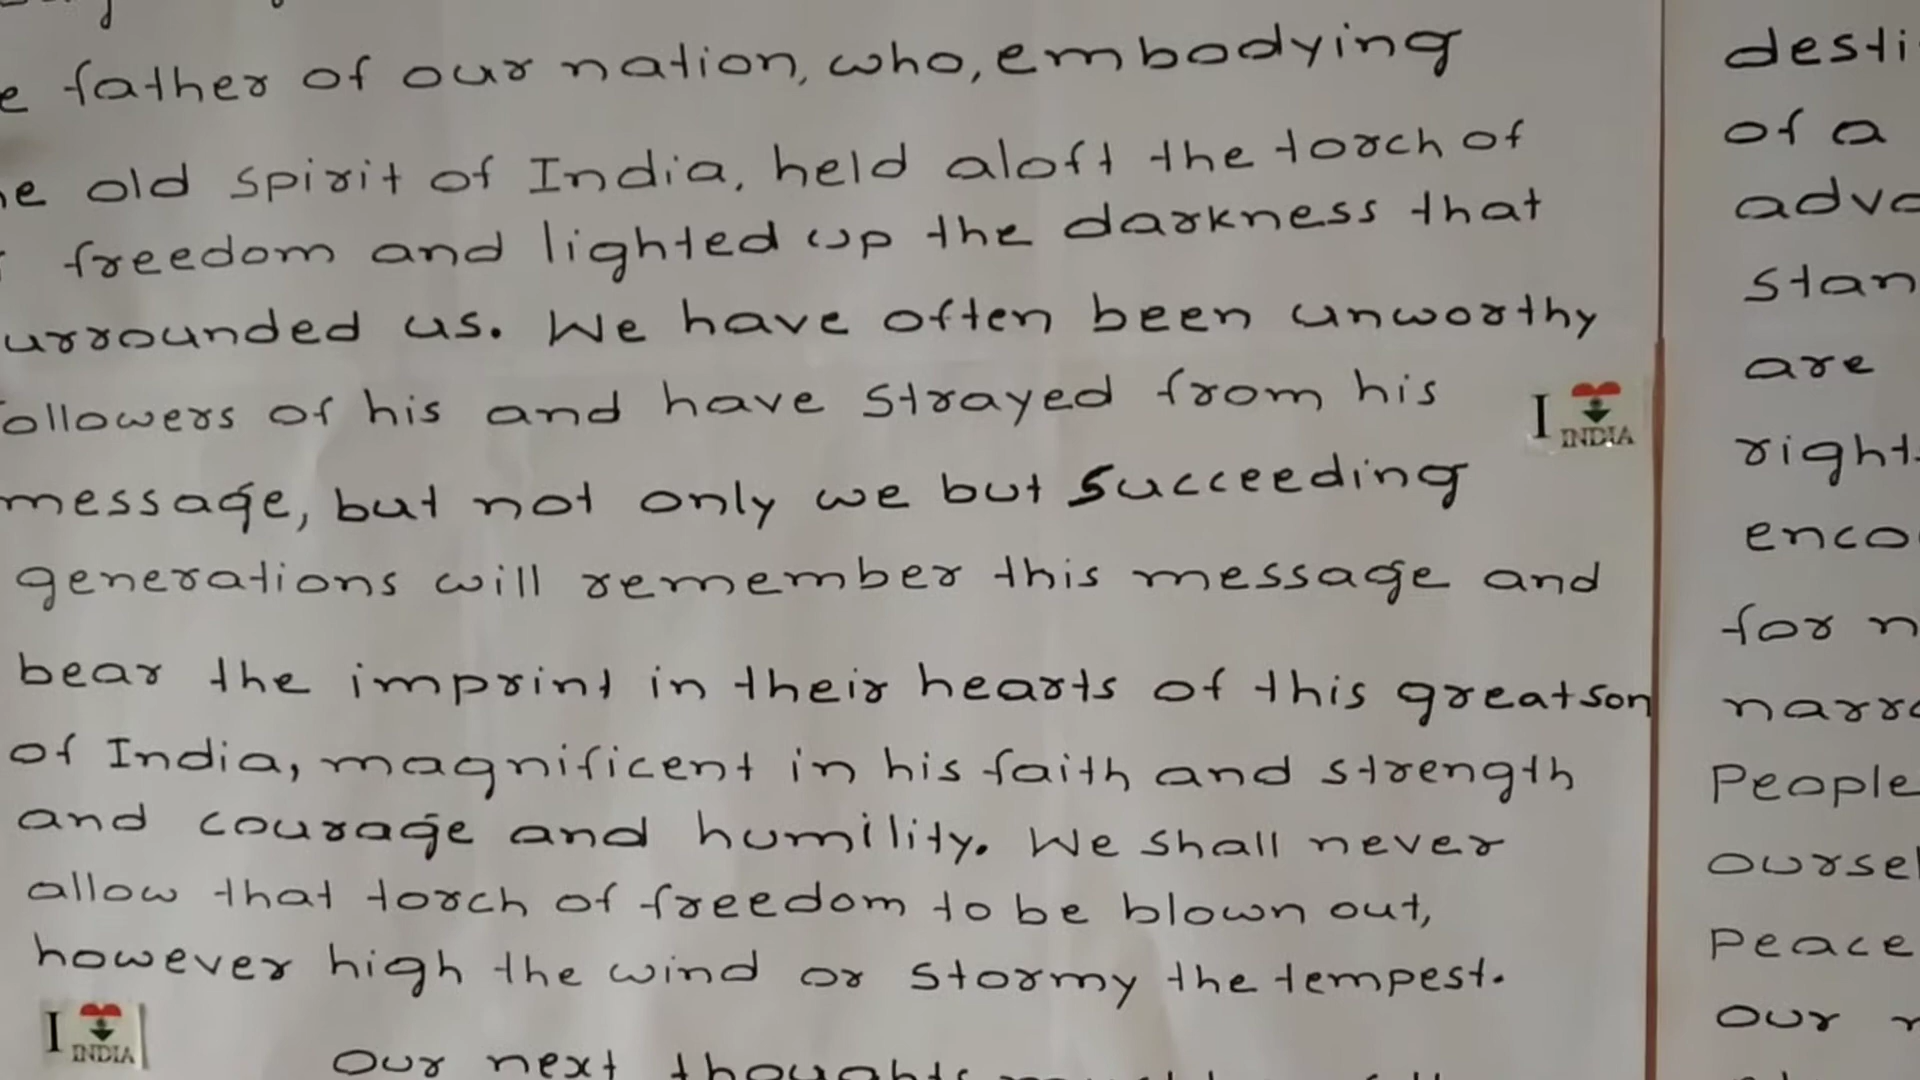 father of our nation, who, embodying
old spirit of India, held aloft the torch of
freedom and lighted up the darkness that
urrounded us. We have often been unworthy
ollowers of his and have strayed from his
I INDIA
message, but not only we but succeeding
generations will remember this message and
bear the imprint in their hearts of this great son
of India, magnificent in his faith and strength
and courage and humility. We shall never
allow that torch of freedom to be blown out,
however high the wind or stormy the tempest.
I INDIA
Our next thoughts
desti
of a
adva
stan
are
right
enco
for n
narro
People
oursel
Peace
our